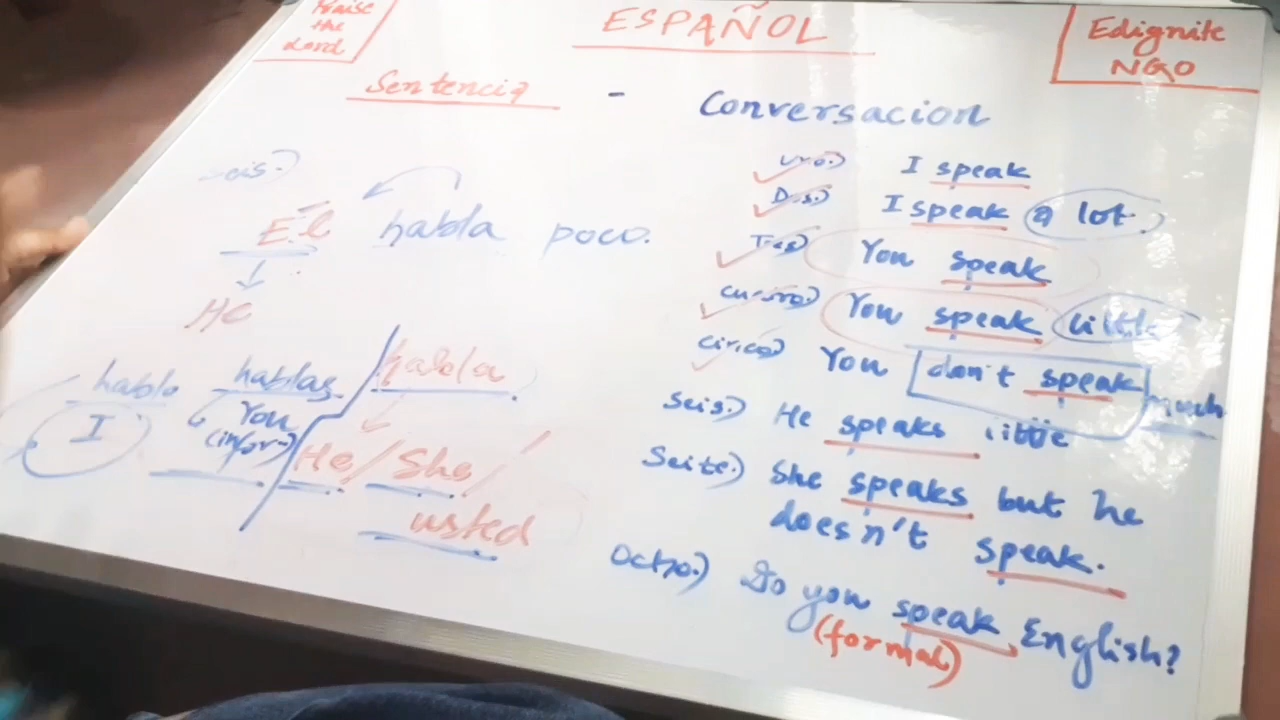 Praise
the
Lord
ESPAÑOL
Edignite
NGO
Sentencia - Conversacion
seis.)
El habla poco.
He
hablo hablas habla
I You
(infor-)
He/She/
usted
Uno.) I speak
Dos.) I speak a lot.
Tres) You speak
Cuatro) You speak little
Cinco) You don't speak much
Seis.) He speaks little
Seite.) She speaks but he
doesn't speak.
Octro.) Do you speak English?
(formal)